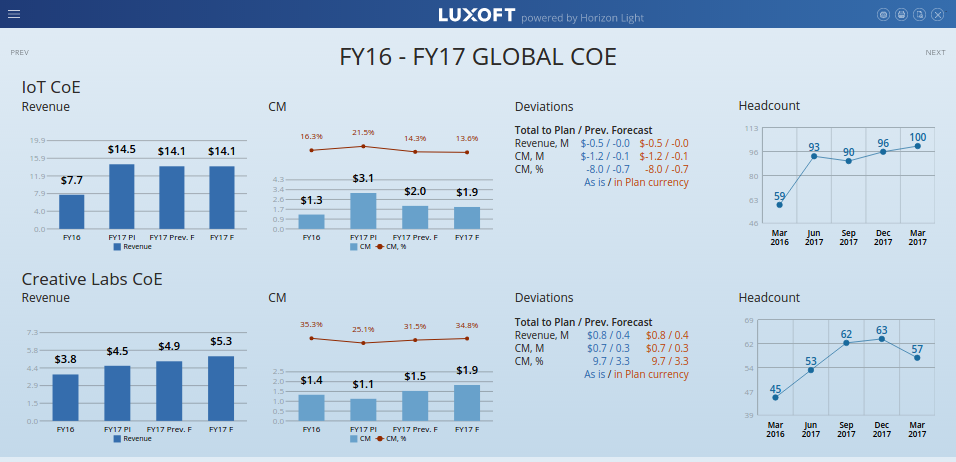 LUXOFT powered by Horizon Light
PREV
FY16 - FY17 GLOBAL COE
NEXT
IoT CoE
Revenue
19.9
15.9
11.9
7.9
4.0
0.0
$7.7
$14.5
$14.1
$14.1
FY16 FY17 Pl FY17 Prev. F FY17 F
Revenue
CM
16.3% 21.5% 14.3% 13.6%
4.3
3.4
2.6
1.7
0.9
0.0
$1.3
$3.1
$2.0
$1.9
FY16 FY17 Pl FY17 Prev. F FY17 F
CM CM, %
Deviations
Total to Plan / Prev. Forecast
Revenue, M $-0.5 / -0.0 $-0.5 / -0.0
CM, M $-1.2 / -0.1 $-1.2 / -0.1
CM, % -8.0 / -0.7 -8.0 / -0.7
As is / in Plan currency
Headcount
113
96
80
63
46
59
93
90
96
100
Mar Jun Sep Dec Mar
2016 2017 2017 2017 2017
Creative Labs CoE
Revenue
7.3
5.8
4.4
2.9
1.5
0.0
$3.8
$4.5
$4.9
$5.3
FY16 FY17 Pl FY17 Prev. F FY17 F
Revenue
CM
35.3% 25.1% 31.5% 34.8%
2.5
2.0
1.5
1.0
0.5
0.0
$1.4
$1.1
$1.5
$1.9
FY16 FY17 Pl FY17 Prev. F FY17 F
CM CM, %
Deviations
Total to Plan / Prev. Forecast
Revenue, M $0.8 / 0.4 $0.8 / 0.4
CM, M $0.7 / 0.3 $0.7 / 0.3
CM, % 9.7 / 3.3 9.7 / 3.3
As is / in Plan currency
Headcount
69
62
54
47
39
45
53
62
63
57
Mar Jun Sep Dec Mar
2016 2017 2017 2017 2017